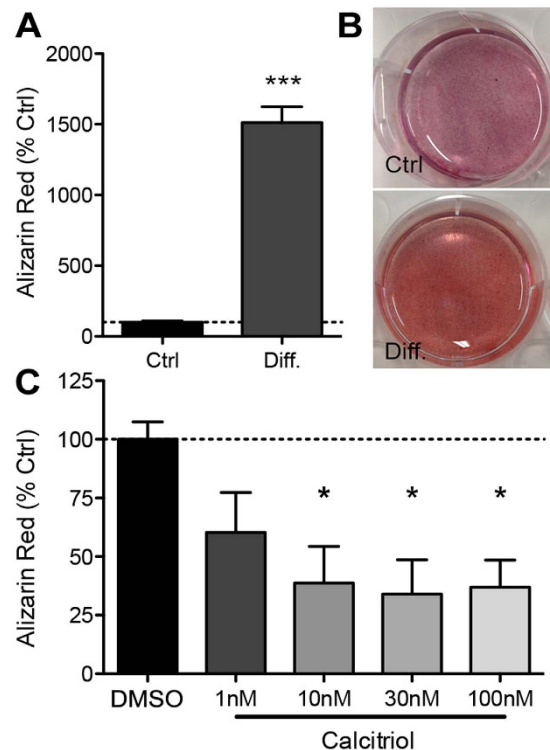 A
Alizarin Red (% Ctrl)
2000
1500
1000
500
0
***
Ctrl
Diff.
B
Ctrl
Diff.
C
Alizarin Red (% Ctrl)
125
100
75
50
25
0
* * *
DMSO 1nM 10nM 30nM 100nM
Calcitriol